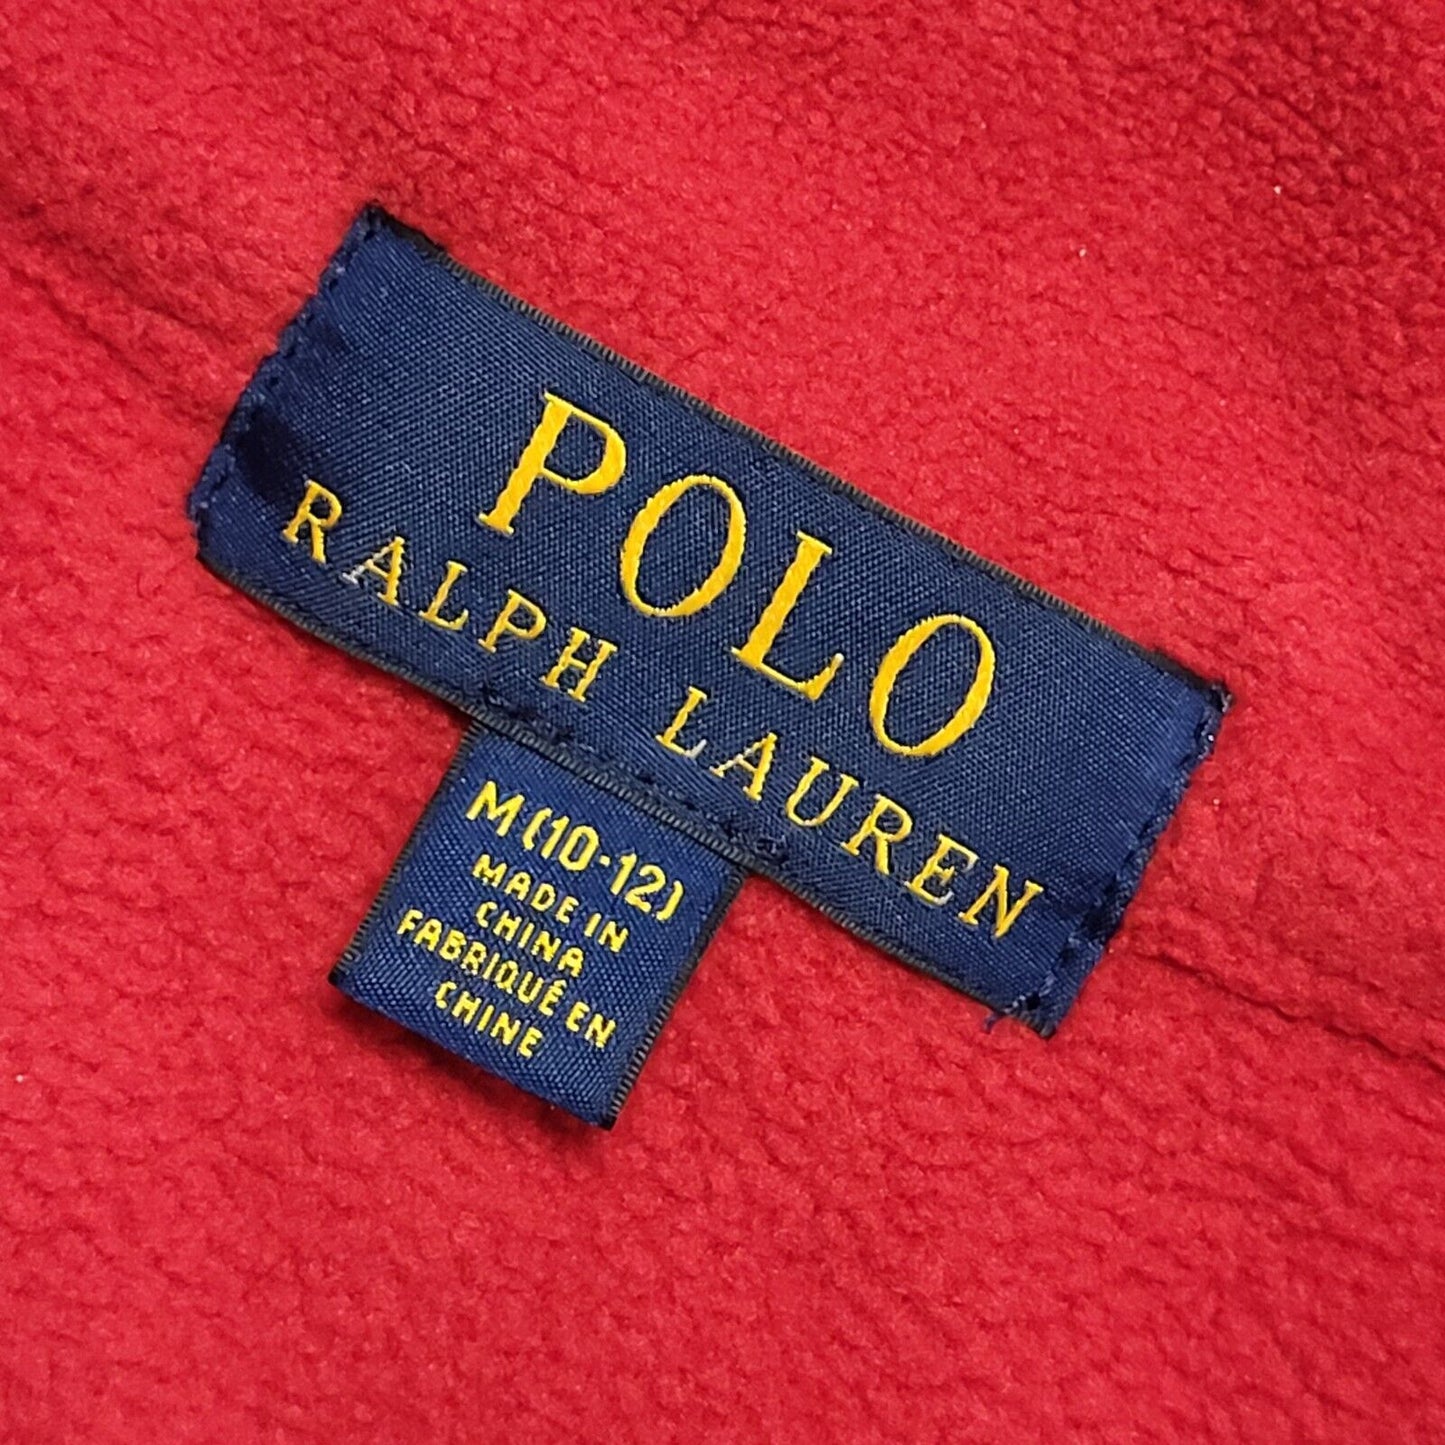 POLO
RALPH LAUREN
M (10-12)
MADE IN
CHINA
FABRIQUÉ EN
CHINE